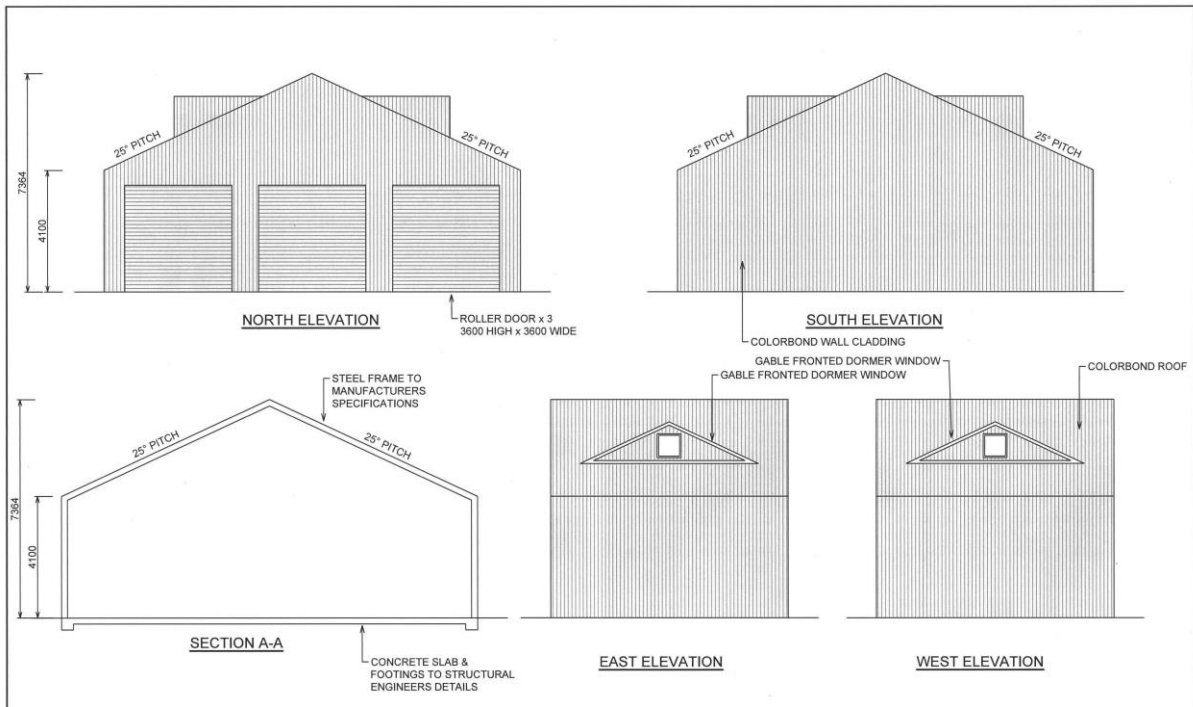 25° PITCH
25° PITCH
7364
4100
NORTH ELEVATION
ROLLER DOOR x 3
3600 HIGH x 3600 WIDE
25° PITCH
25° PITCH
SOUTH ELEVATION
COLORBOND WALL CLADDING
STEEL FRAME TO
MANUFACTURERS
SPECIFICATIONS
25° PITCH
25° PITCH
7364
4100
SECTION A-A
CONCRETE SLAB &
FOOTINGS TO STRUCTURAL
ENGINEERS DETAILS
GABLE FRONTED DORMER WINDOW
GABLE FRONTED DORMER WINDOW
COLORBOND ROOF
EAST ELEVATION
WEST ELEVATION